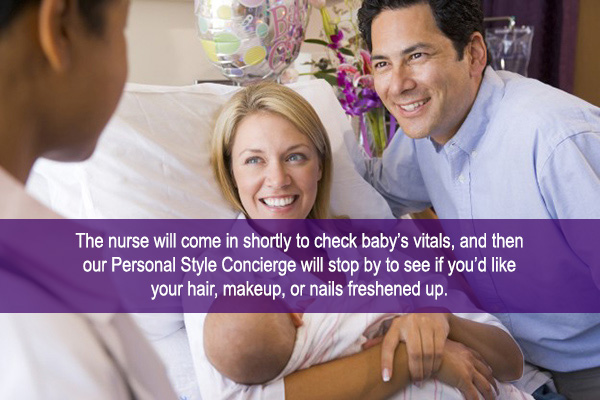 The nurse will come in shortly to check baby's vitals, and then
our Personal Style Concierge will stop by to see if you'd like
your hair, makeup, or nails freshened up.